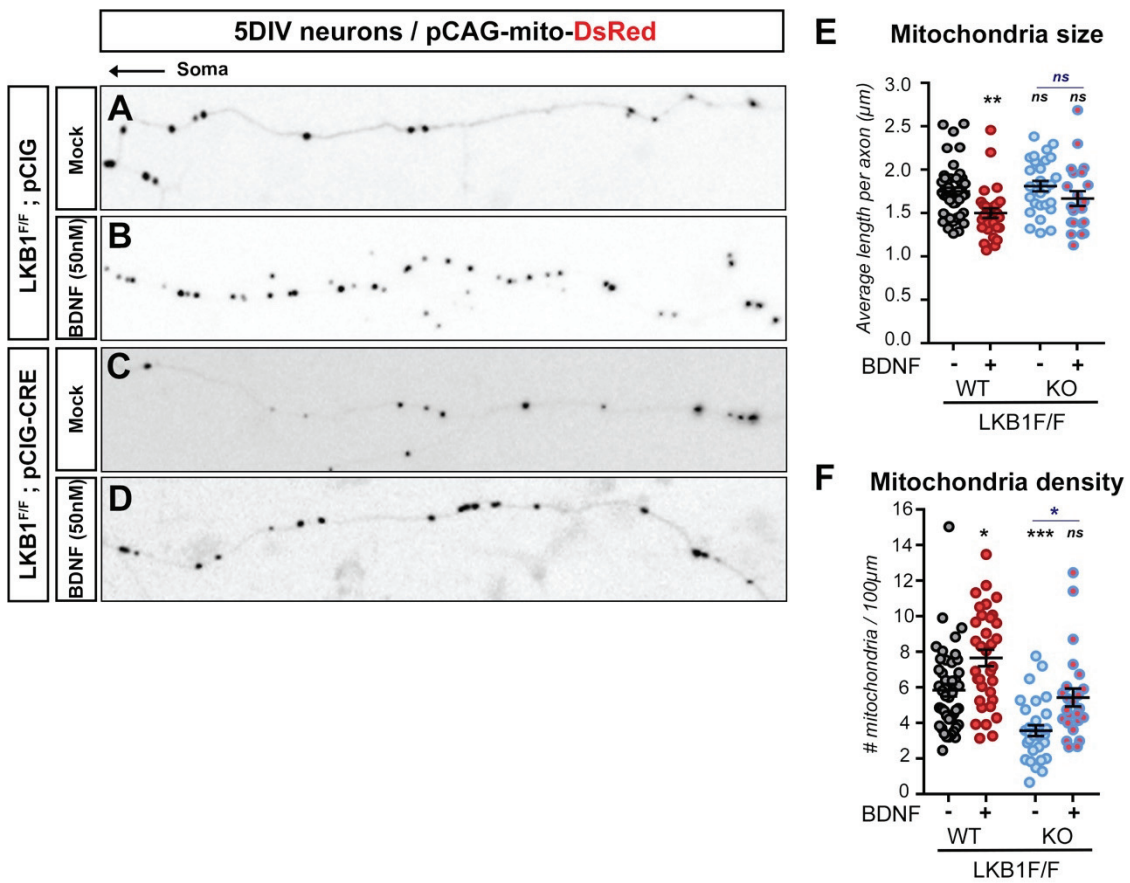 5DIV neurons / pCAG-mito-DsRed
← Soma
LKB1F/F ; pCIG
Mock
A
BDNF (50nM)
B
LKB1F/F ; pCIG-CRE
Mock
C
BDNF (50nM)
D
E Mitochondria size
Average length per axon (µm)
3.0
2.5
2.0
1.5
1.0
0.5
0.0
ns
** ns ns
BDNF - + - +
WT KO
LKB1F/F
F Mitochondria density
# mitochondria / 100µm
16
14
12
10
8
6
4
2
0
*
* *** ns
BDNF - + - +
WT KO
LKB1F/F